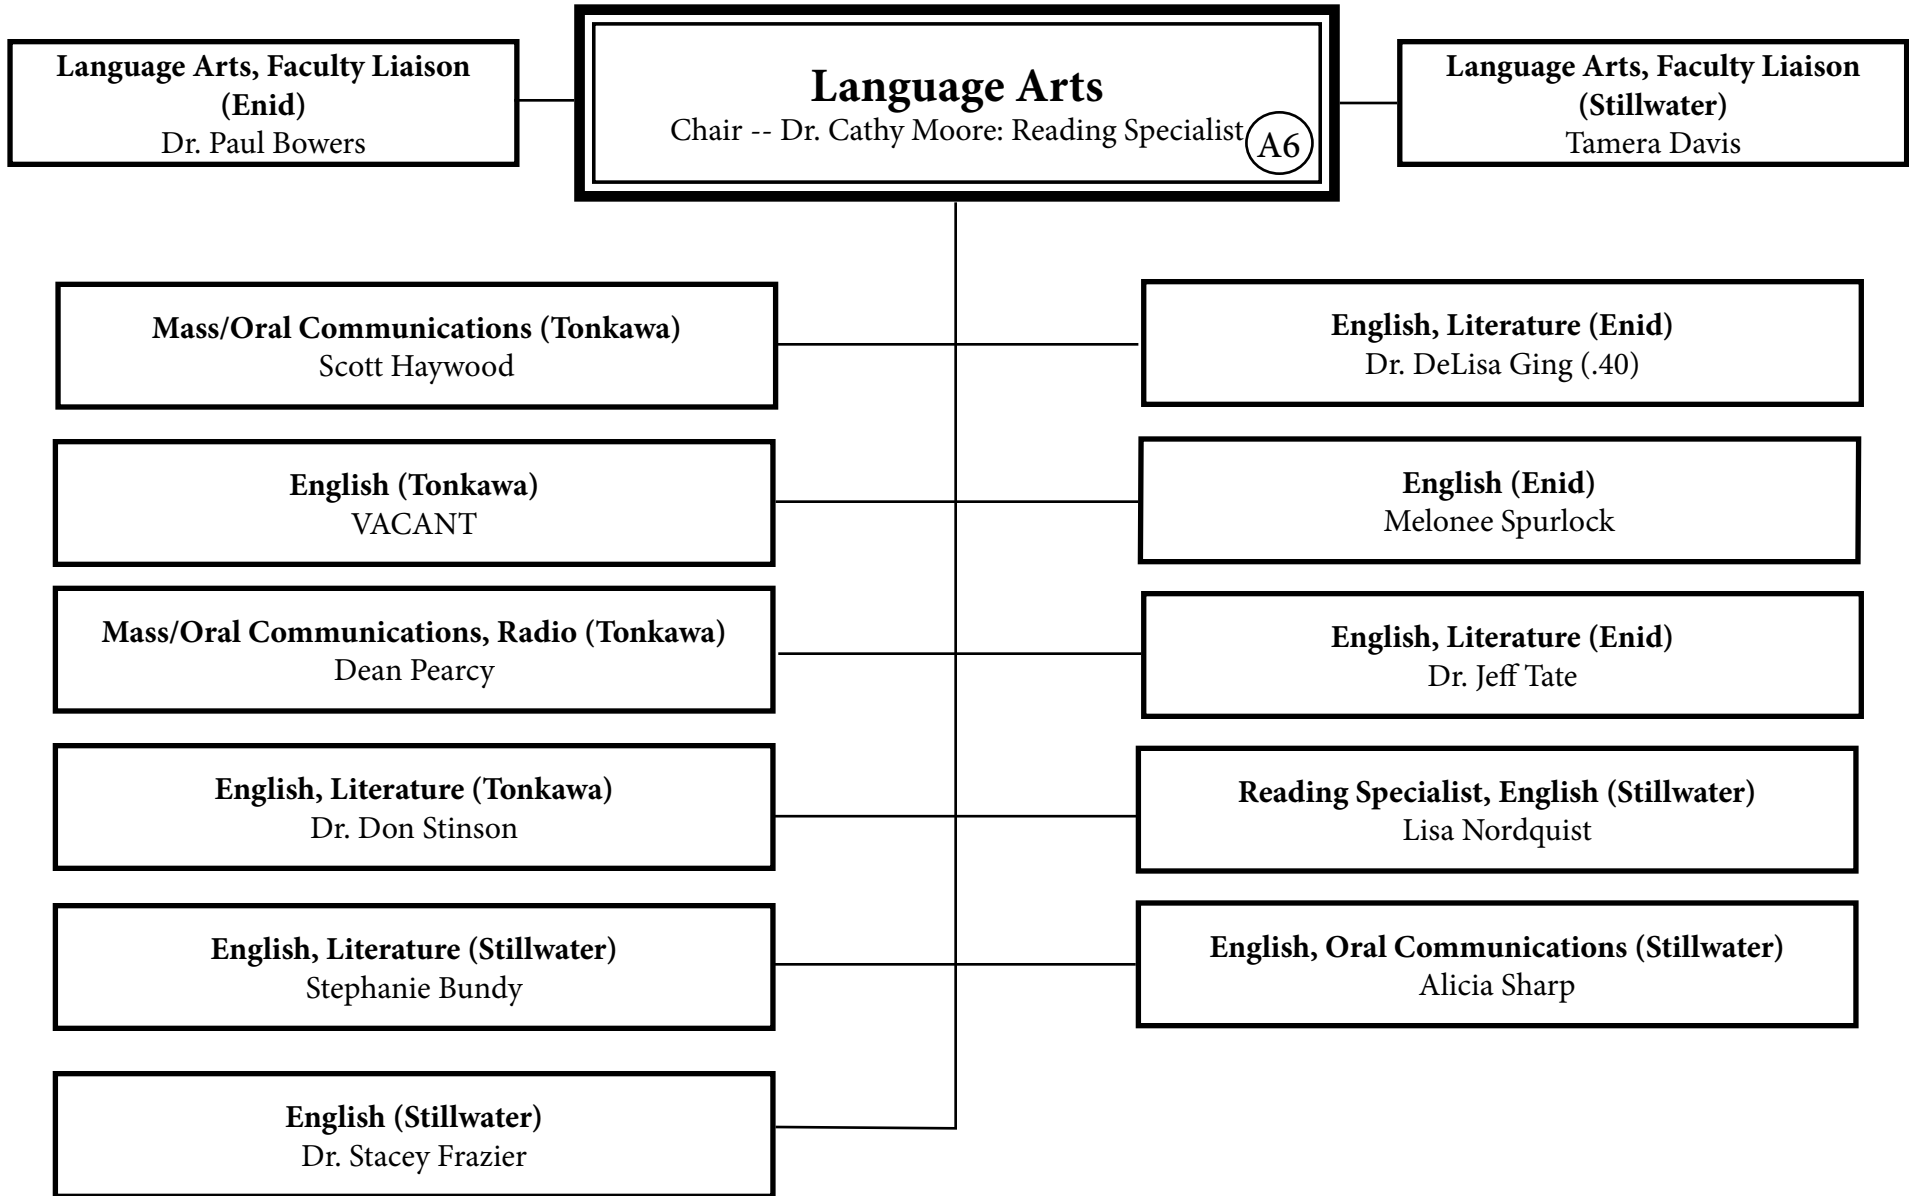 Language Arts, Faculty Liaison
(Enid)
Dr. Paul Bowers
Language Arts
Chair -- Dr. Cathy Moore: Reading Specialist
A6
Language Arts, Faculty Liaison
(Stillwater)
Tamera Davis
Mass/Oral Communications (Tonkawa)
Scott Haywood
English, Literature (Enid)
Dr. DeLisa Ging (.40)
English (Tonkawa)
VACANT
English (Enid)
Melonee Spurlock
Mass/Oral Communications, Radio (Tonkawa)
Dean Pearcy
English, Literature (Enid)
Dr. Jeff Tate
English, Literature (Tonkawa)
Dr. Don Stinson
Reading Specialist, English (Stillwater)
Lisa Nordquist
English, Literature (Stillwater)
Stephanie Bundy
English, Oral Communications (Stillwater)
Alicia Sharp
English (Stillwater)
Dr. Stacey Frazier